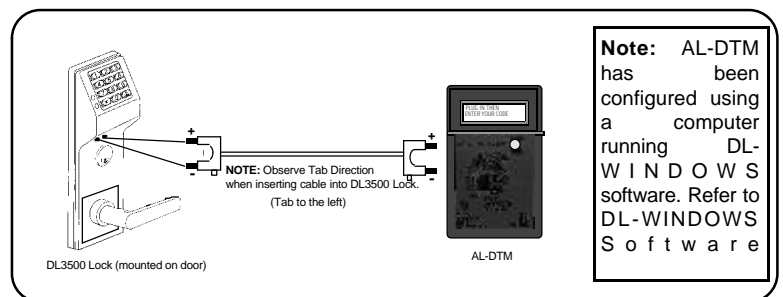 +
-
NOTE: Observe Tab Direction
when inserting cable into DL3500 Lock.
(Tab to the left)
DL3500 Lock (mounted on door)
PLUG IN THEN
ENTER YOUR CODE
+
-
AL-DTM
Note: AL-DTM
has been
configured using
a computer
running DL-
WINDOWS
software. Refer to
DL-WINDOWS
Software